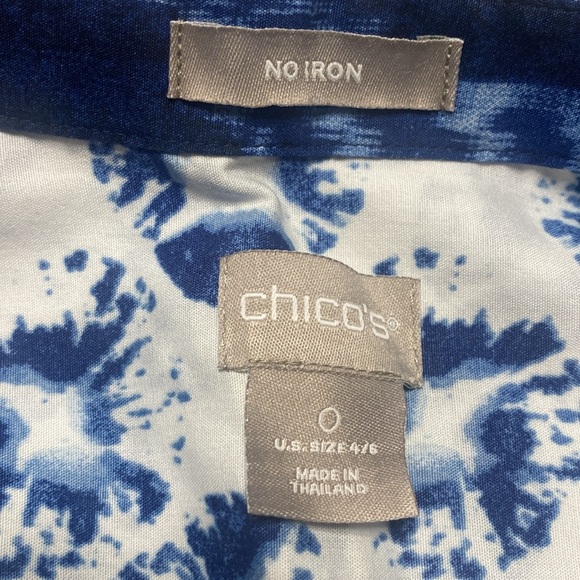 NO IRON
chico's®
0
U.S. SIZE 4/6
MADE IN
THAILAND